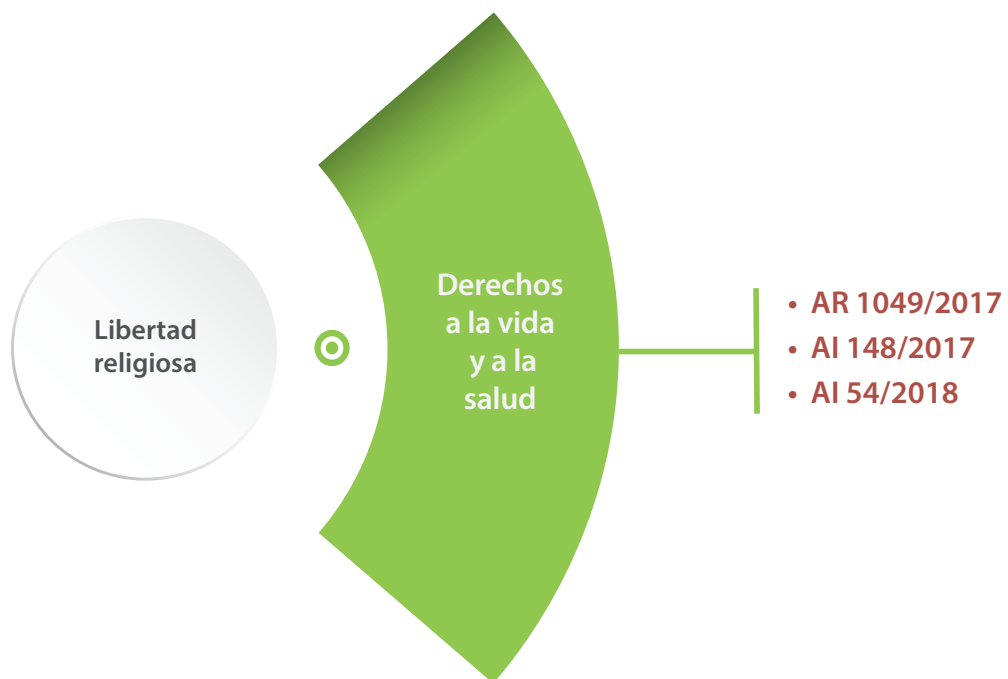 Libertad
religiosa
Derechos
a la vida
y a la
salud
• AR 1049/2017
• AI 148/2017
• AI 54/2018